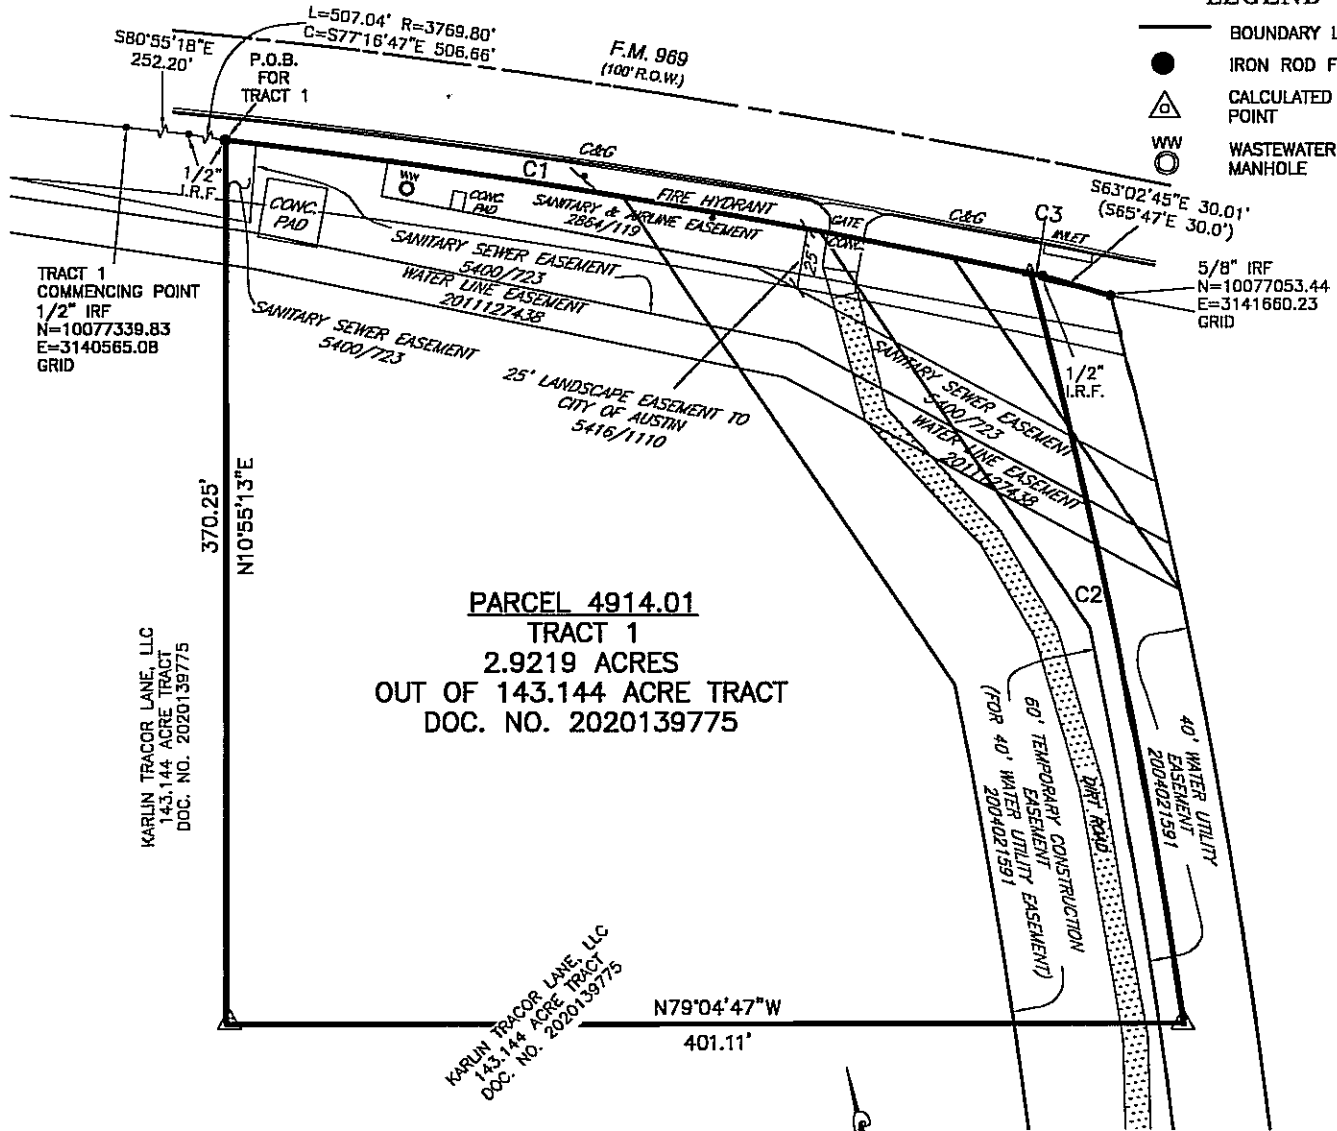 LEGEND
BOUNDARY L
IRON ROD F
CALCULATED
POINT
WW
WASTEWATER
MANHOLE
L=507.04' R=3769.80'
C=S77°16'47"E 506.66'
S80°55'18"E
252.20'
P.O.B.
FOR
TRACT 1
F.M. 969
(100' R.O.W.)
1/2"
I.R.F.
CONC.
PAD
WW
CONC.
PAD
C1
C&G
FIRE HYDRANT
SANITARY & AIRLINE EASEMENT
2864/119
GATE
CONC.
25'
C&G
C3
INLET
S63°02'45"E 30.01'
(S65°47'E 30.0')
5/8" IRF
N=10077053.44
E=3141660.23
GRID
1/2"
I.R.F.
TRACT 1
COMMENCING POINT
1/2" IRF
N=10077339.83
E=3140565.08
GRID
SANITARY SEWER EASEMENT
5400/723
WATER LINE EASEMENT
2011127438
SANITARY SEWER EASEMENT
5400/723
25' LANDSCAPE EASEMENT TO
CITY OF AUSTIN
5416/1110
SANITARY SEWER EASEMENT
5400/723
WATER LINE EASEMENT
2011127438
370.25'
N10°55'13"E
C2
PARCEL 4914.01
TRACT 1
2.9219 ACRES
OUT OF 143.144 ACRE TRACT
DOC. NO. 2020139775
KARLIN TRACOR LANE, LLC
143.144 ACRE TRACT
DOC. NO. 2020139775
60' TEMPORARY CONSTRUCTION
EASEMENT
(FOR 40' WATER UTILITY EASEMENT)
2004021591
DIRT ROAD
40' WATER UTILITY
EASEMENT
2004021591
KARLIN TRACOR LANE, LLC
143.144 ACRE TRACT
DOC. NO. 2020139775
N79°04'47"W
401.11'